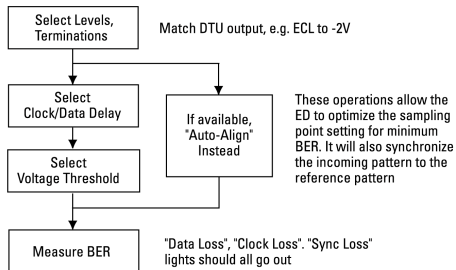 Select Levels,
Terminations
Match DTU output, e.g. ECL to -2V
Select
Clock/Data Delay
If available,
"Auto-Align"
Instead
These operations allow the
ED to optimize the sampling
point setting for minimum
BER. It will also synchronize
the incoming pattern to the
reference pattern
Select
Voltage Threshold
Measure BER
"Data Loss", "Clock Loss". "Sync Loss"
lights should all go out